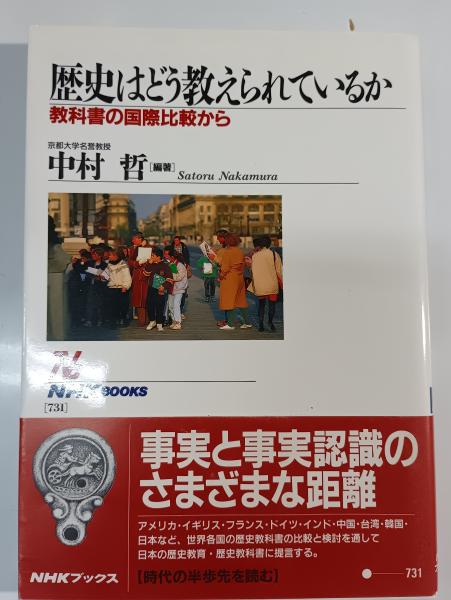 歴史はどう教えられているか
教科書の国際比較から
京都大学名誉教授
中村 哲[編著] Satoru Nakamura
NHK BOOKS
[731]
事実と事実認識の
さまざまな距離
アメリカ・イギリス・フランス・ドイツ・インド・中国・台湾・韓国・
日本など、世界各国の歴史教科書の比較と検討を通して
日本の歴史教育・歴史教科書に提言する。
NHKブックス
【時代の半歩先を読む】
731